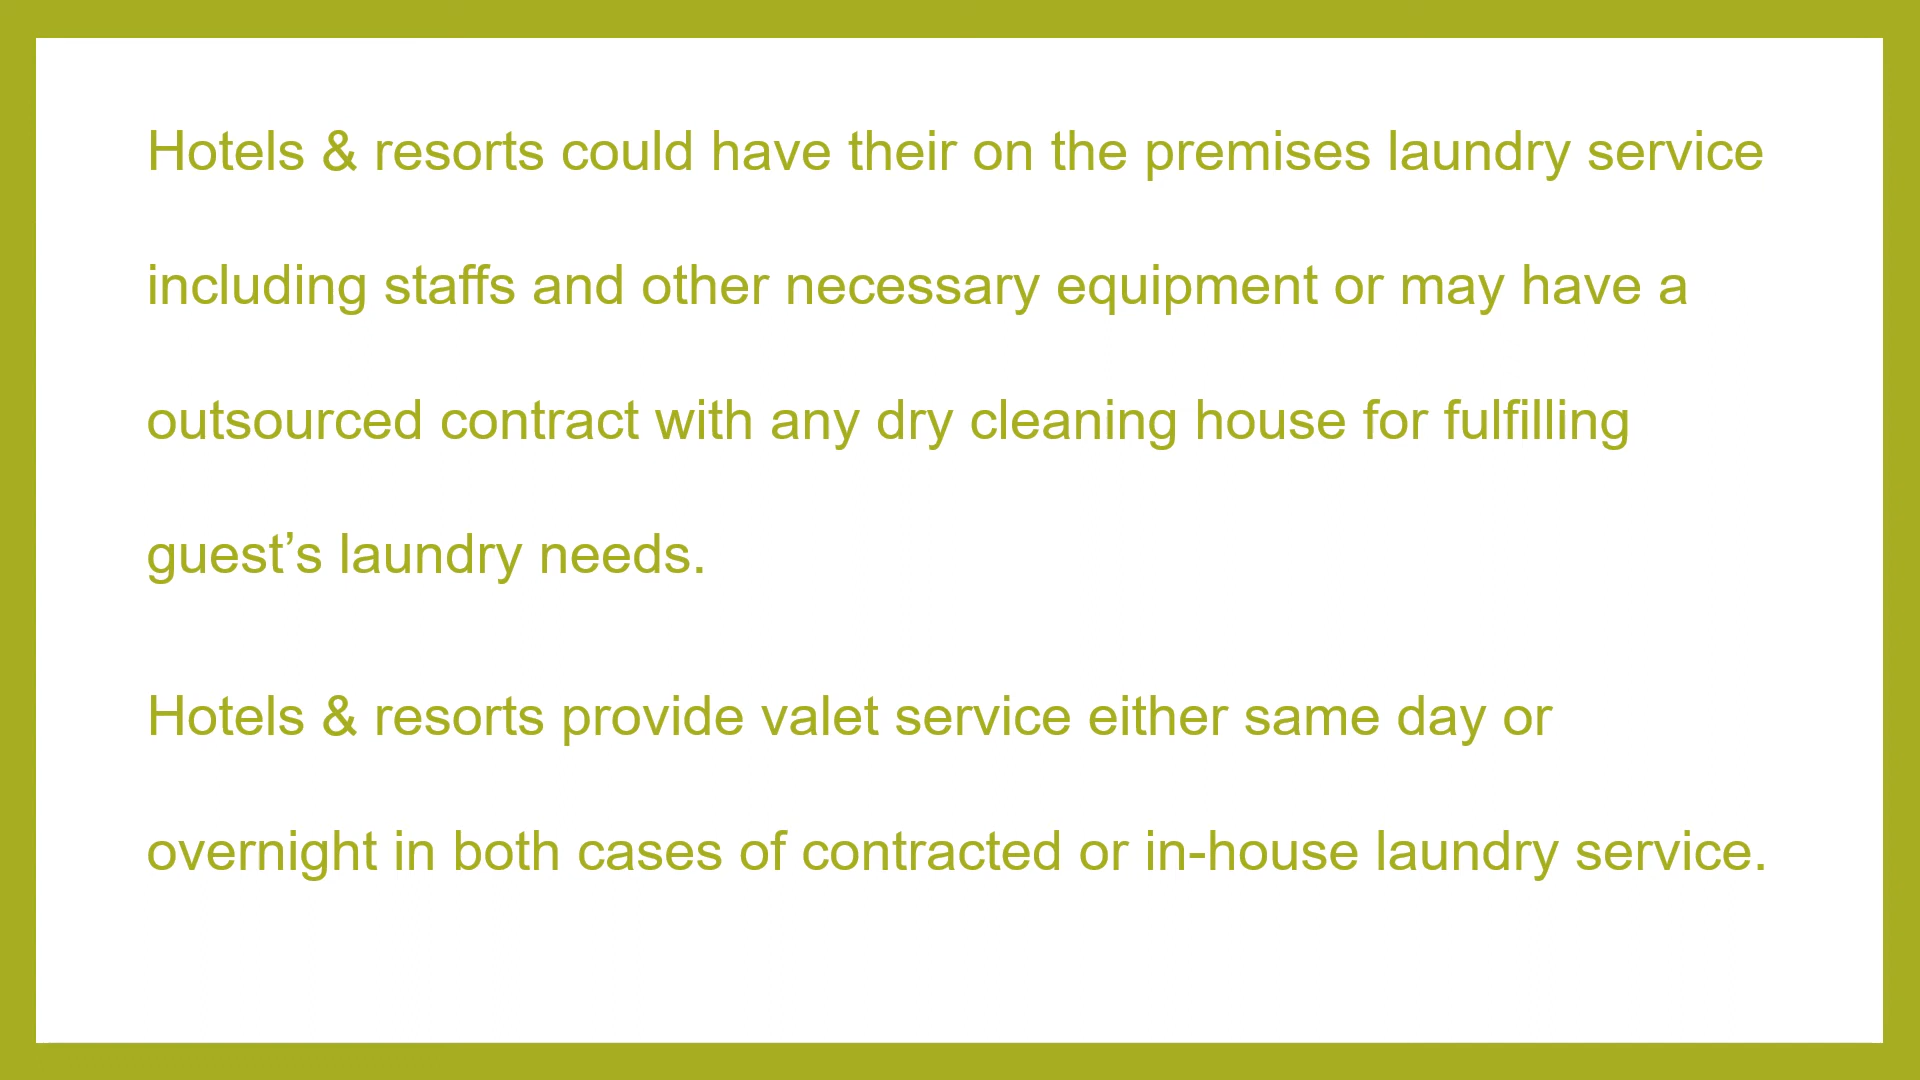 Hotels & resorts could have their on the premises laundry service
including staffs and other necessary equipment or may have a
outsourced contract with any dry cleaning house for fulfilling
guest’s laundry needs.
Hotels & resorts provide valet service either same day or
overnight in both cases of contracted or in-house laundry service.